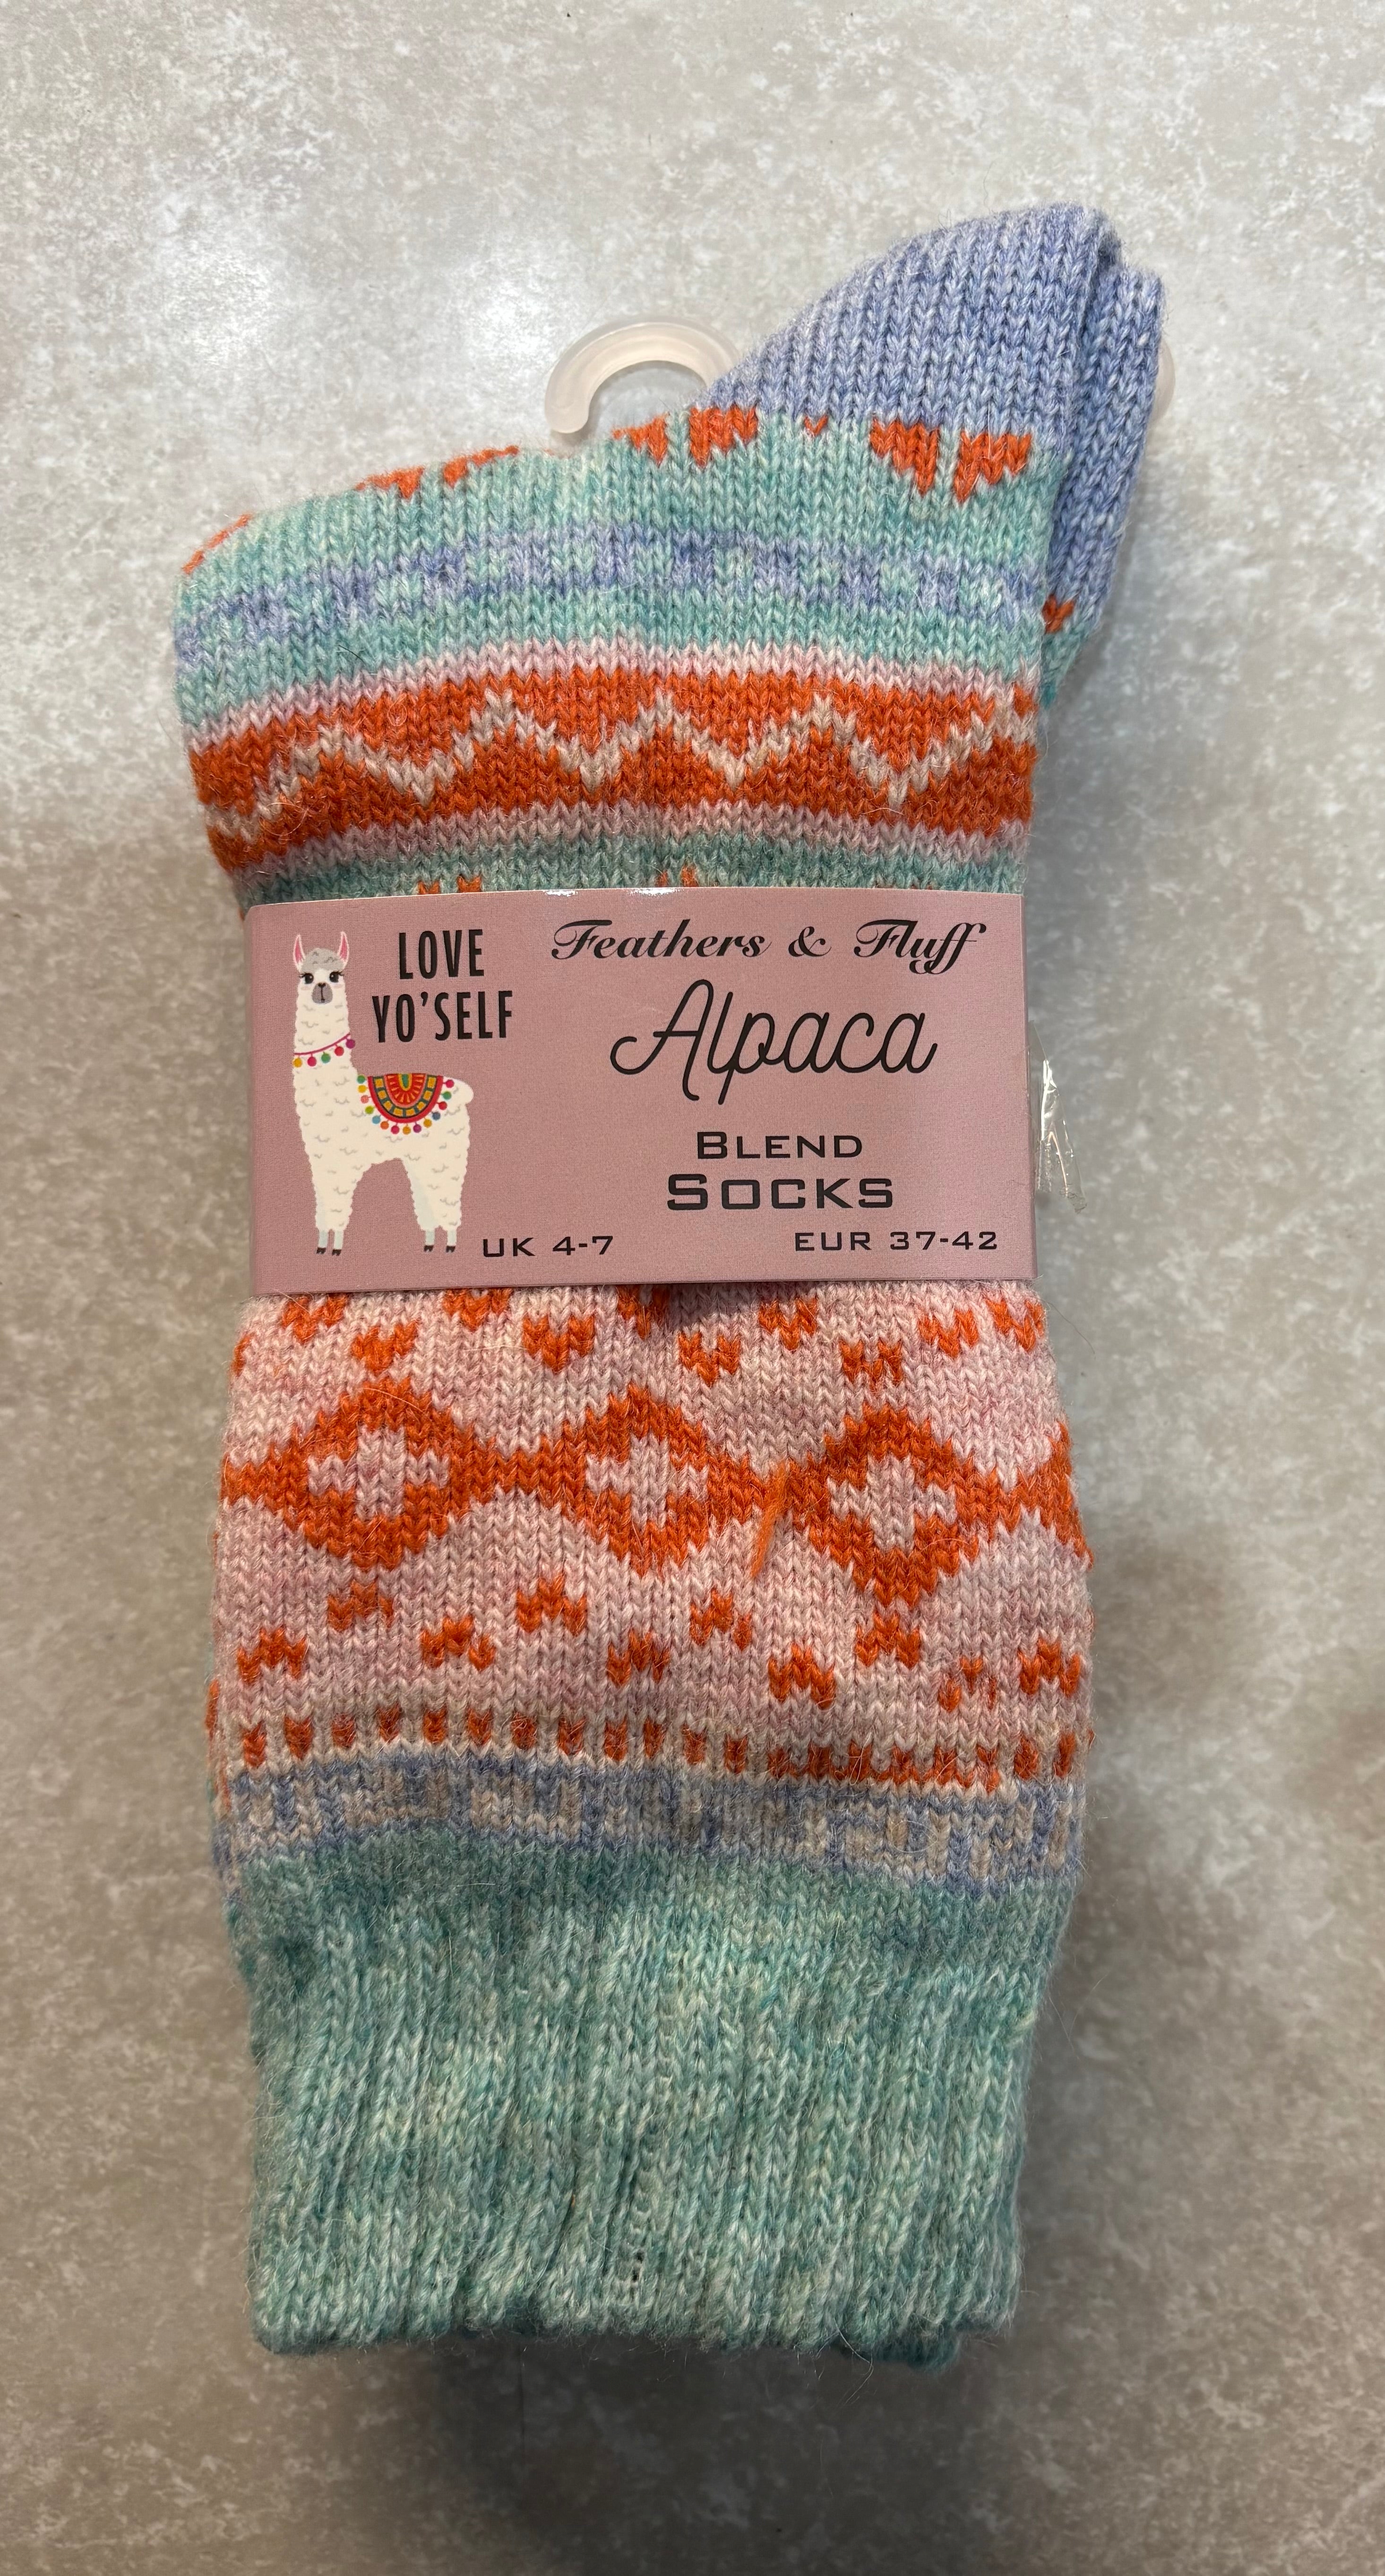 LOVE
YO'SELF
Feathers & Fluff
Alpaca
BLEND
SOCKS
UK 4-7
EUR 37-42